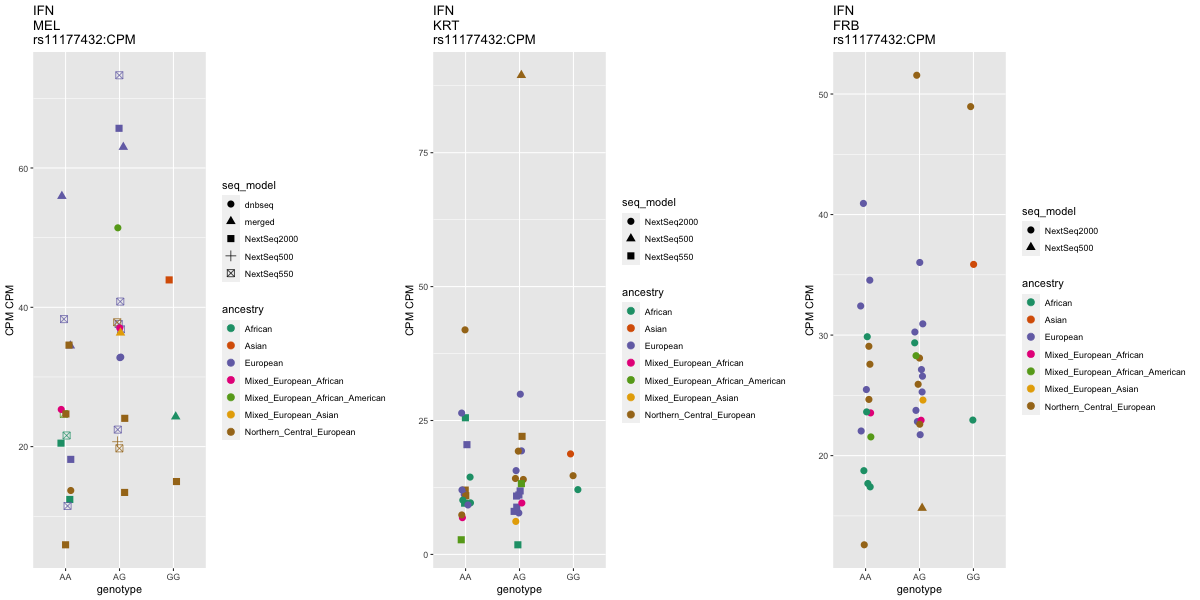 IFN
MEL
rs11177432:CPM
CPM CPM
60
40
20
AA
AG
GG
genotype
seq_model
dnbseq
merged
NextSeq2000
NextSeq500
NextSeq550
ancestry
African
Asian
European
Mixed_European_African
Mixed_European_African_American
Mixed_European_Asian
Northern_Central_European
IFN
KRT
rs11177432:CPM
CPM CPM
75
50
25
0
AA
AG
GG
genotype
seq_model
NextSeq2000
NextSeq500
NextSeq550
ancestry
African
Asian
European
Mixed_European_African
Mixed_European_African_American
Mixed_European_Asian
Northern_Central_European
IFN
FRB
rs11177432:CPM
CPM CPM
50
40
30
20
AA
AG
GG
genotype
seq_model
NextSeq2000
NextSeq500
ancestry
African
Asian
European
Mixed_European_African
Mixed_European_African_American
Mixed_European_Asian
Northern_Central_European